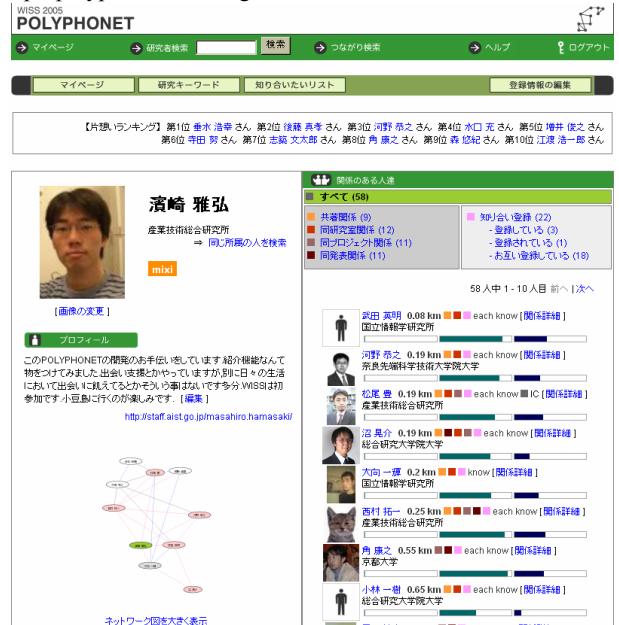 WISS 2005
POLYPHONET
マイページ
研究者検索
検索
つながり検索
ヘルプ
ログアウト
マイページ
研究キーワード
知り合いたいリスト
登録情報の編集
【片想いランキング】 第1位 垂水 浩幸 さん 第2位 後藤 真孝 さん 第3位 河野 恭之 さん 第4位 水口 充 さん 第5位 増井 俊之 さん
第6位 寺田 努 さん 第7位 志築 文太郎 さん 第8位 角 康之 さん 第9位 森 悠紀 さん 第10位 江渡 浩一郎 さん
濱崎 雅弘
産業技術総合研究所
⇒ 同じ所属の人を検索
mixi
[画像の変更 ]
プロフィール
このPOLYPHONETの開発のお手伝いをしています.紹介機能なんて
物をつけてみました.出会い支援とかやっていますが,別に日々の生活
において出会いに飢えてるとかそういう事はないです多分.WISSは初
参加です.小豆島に行くのが楽しみです. [ 編集 ]
http://staff.aist.go.jp/masahiro.hamasaki/
ネットワーク図を大きく表示
関係のある人達
すべて (58)
共著関係 (9)
同研究室関係 (12)
同プロジェクト関係 (11)
同発表関係 (11)
知り合い登録 (22)
- 登録している (3)
- 登録されている (1)
- お互い登録している (18)
58 人中 1 - 10 人目 前へ | 次へ
武田 英明 0.08 km each know [ 関係詳細 ]
国立情報学研究所
河野 恭之 0.19 km each know [ 関係詳細 ]
奈良先端科学技術大学院大学
松尾 豊 0.19 km each know IC [ 関係詳細 ]
産業技術総合研究所
沼 晃介 0.19 km each know [ 関係詳細 ]
総合研究大学院大学
大向 一輝 0.2 km know [ 関係詳細 ]
国立情報学研究所
西村 拓一 0.25 km each know [ 関係詳細 ]
産業技術総合研究所
角 康之 0.55 km each know [ 関係詳細 ]
京都大学
小林 一樹 0.65 km each know [ 関係詳細 ]
総合研究大学院大学